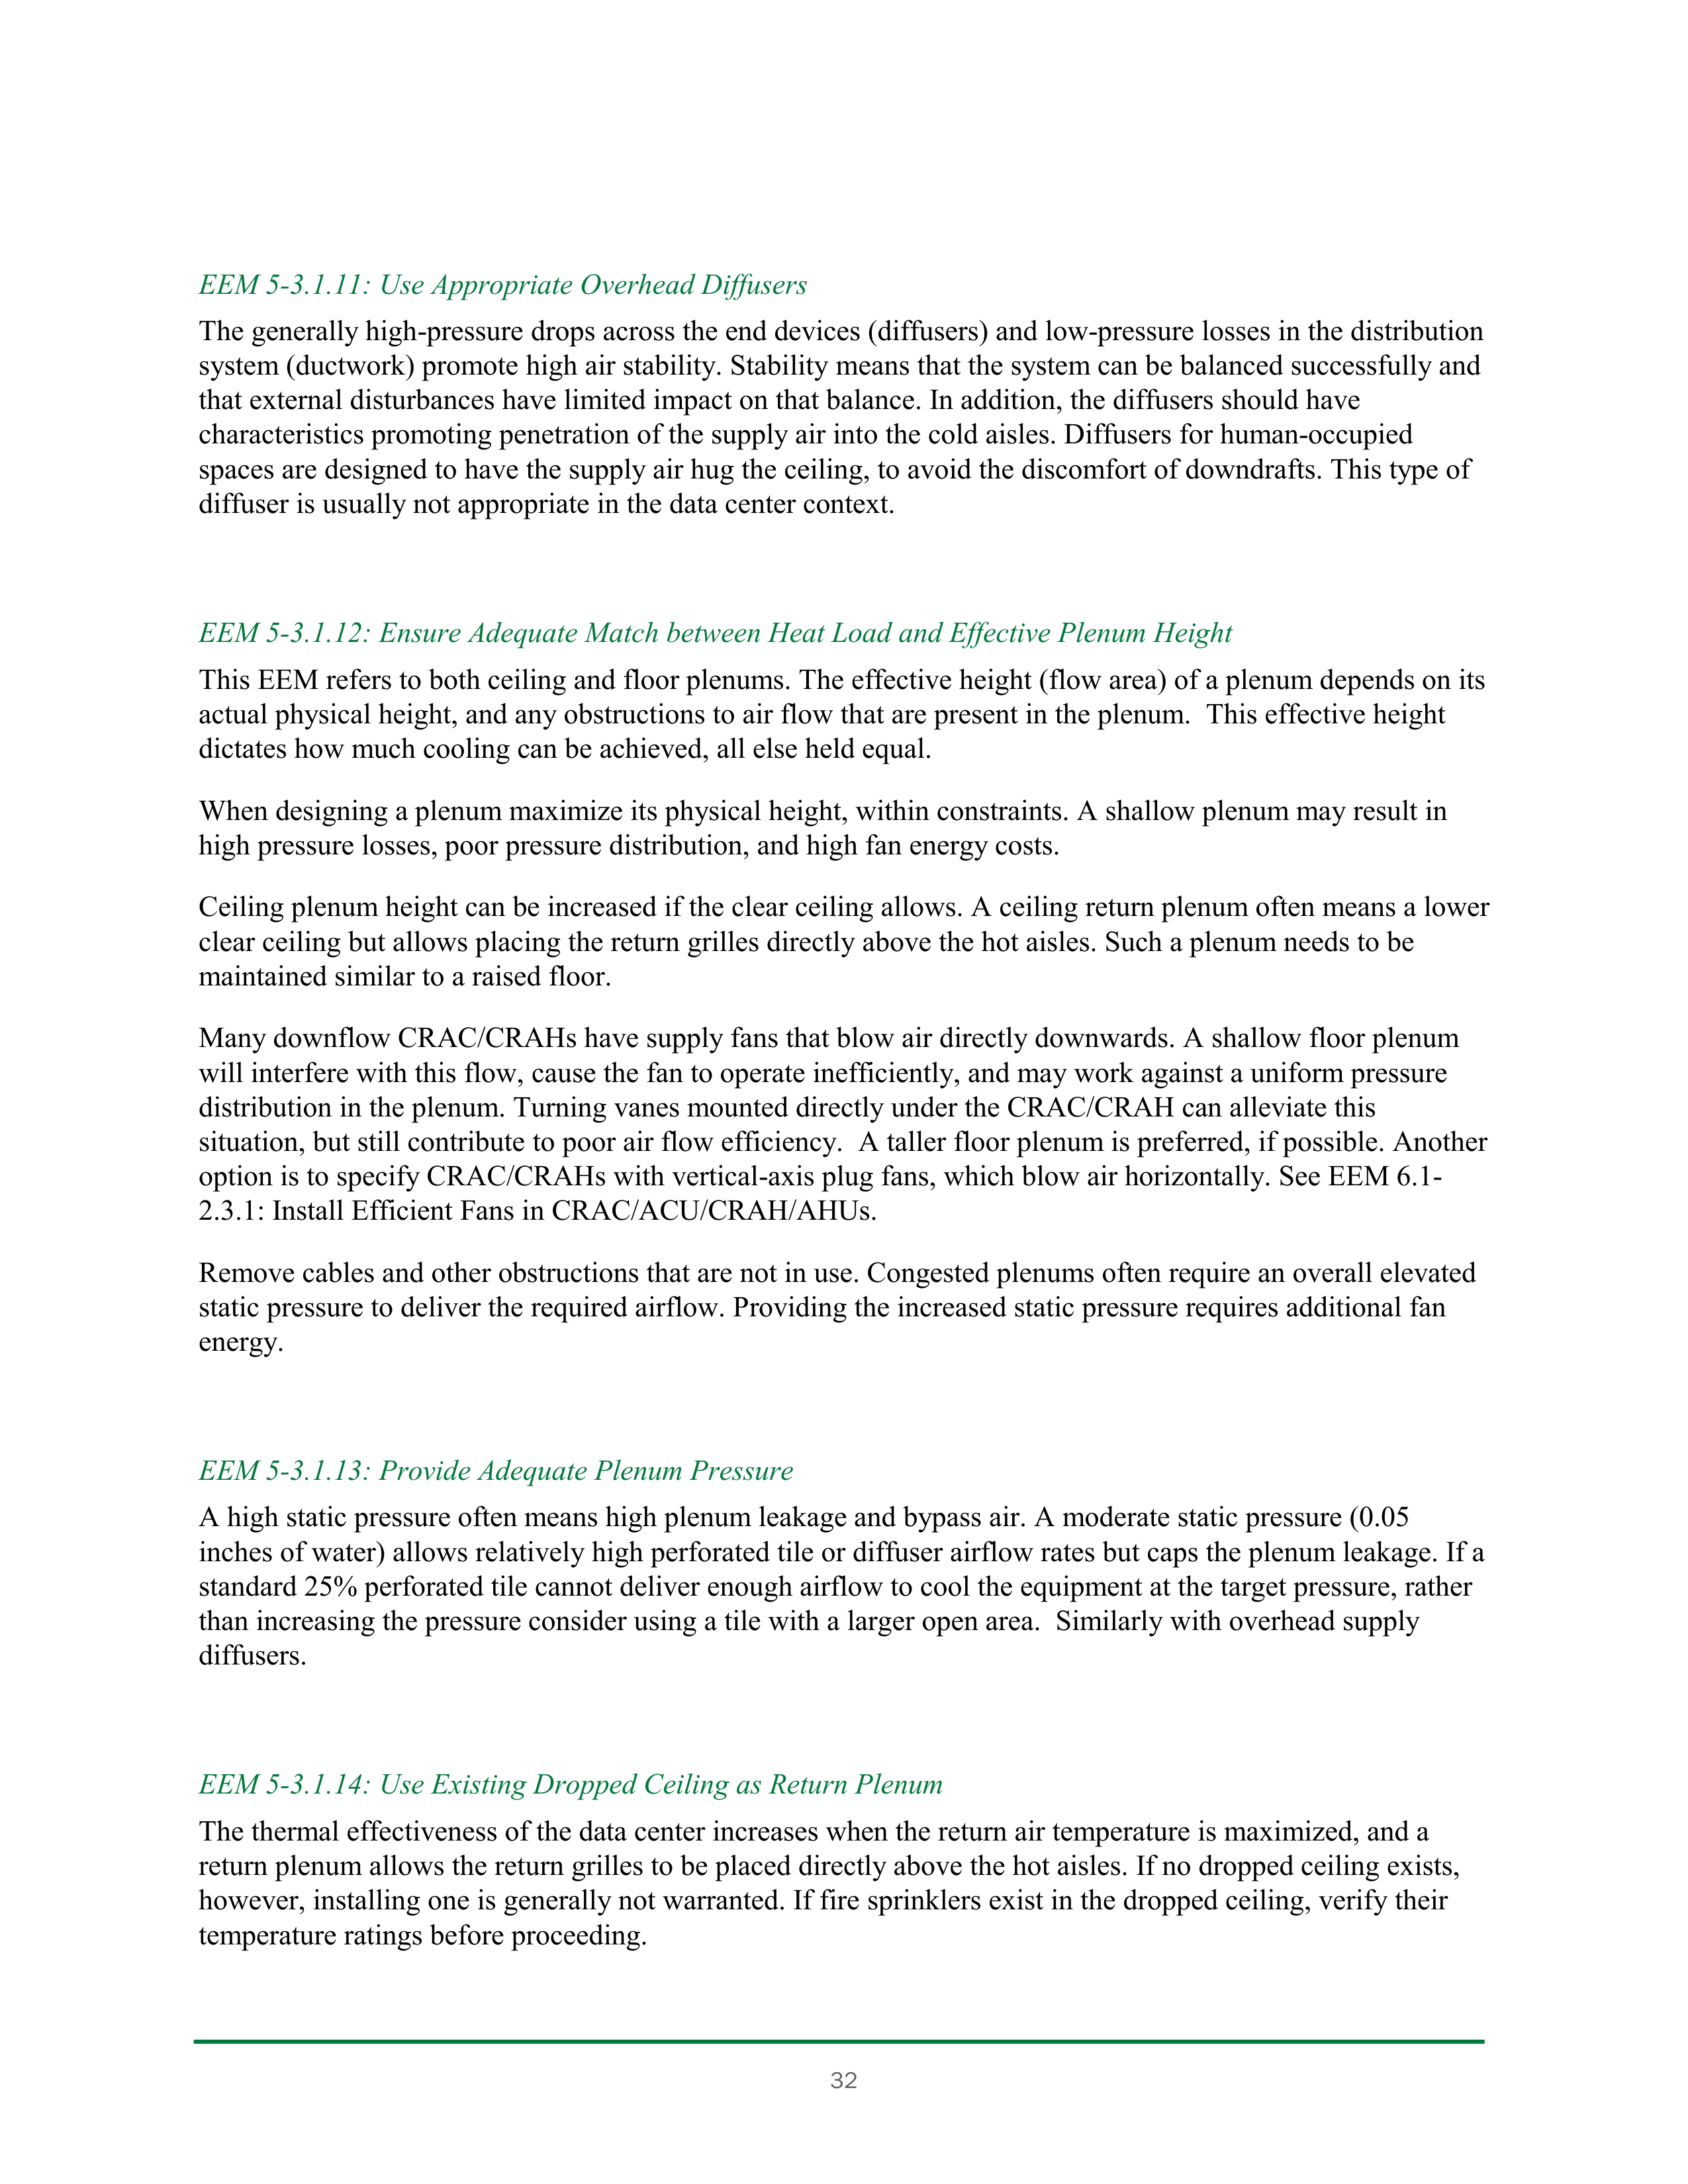 EEM 5-3.1.11: Use Appropriate Overhead Diffusers
The generally high-pressure drops across the end devices (diffusers) and low-pressure losses in the distribution
system (ductwork) promote high air stability. Stability means that the system can be balanced successfully and
that external disturbances have limited impact on that balance. In addition, the diffusers should have
characteristics promoting penetration of the supply air into the cold aisles. Diffusers for human-occupied
spaces are designed to have the supply air hug the ceiling, to avoid the discomfort of downdrafts. This type of
diffuser is usually not appropriate in the data center context.
EEM 5-3.1.12: Ensure Adequate Match between Heat Load and Effective Plenum Height
This EEM refers to both ceiling and floor plenums. The effective height (flow area) of a plenum depends on its
actual physical height, and any obstructions to air flow that are present in the plenum.  This effective height
dictates how much cooling can be achieved, all else held equal.
When designing a plenum maximize its physical height, within constraints. A shallow plenum may result in
high pressure losses, poor pressure distribution, and high fan energy costs.
Ceiling plenum height can be increased if the clear ceiling allows. A ceiling return plenum often means a lower
clear ceiling but allows placing the return grilles directly above the hot aisles. Such a plenum needs to be
maintained similar to a raised floor.
Many downflow CRAC/CRAHs have supply fans that blow air directly downwards. A shallow floor plenum
will interfere with this flow, cause the fan to operate inefficiently, and may work against a uniform pressure
distribution in the plenum. Turning vanes mounted directly under the CRAC/CRAH can alleviate this
situation, but still contribute to poor air flow efficiency.  A taller floor plenum is preferred, if possible. Another
option is to specify CRAC/CRAHs with vertical-axis plug fans, which blow air horizontally. See EEM 6.1-
2.3.1: Install Efficient Fans in CRAC/ACU/CRAH/AHUs.
Remove cables and other obstructions that are not in use. Congested plenums often require an overall elevated
static pressure to deliver the required airflow. Providing the increased static pressure requires additional fan
energy.
EEM 5-3.1.13: Provide Adequate Plenum Pressure
A high static pressure often means high plenum leakage and bypass air. A moderate static pressure (0.05
inches of water) allows relatively high perforated tile or diffuser airflow rates but caps the plenum leakage. If a
standard 25% perforated tile cannot deliver enough airflow to cool the equipment at the target pressure, rather
than increasing the pressure consider using a tile with a larger open area.  Similarly with overhead supply
diffusers.
EEM 5-3.1.14: Use Existing Dropped Ceiling as Return Plenum
The thermal effectiveness of the data center increases when the return air temperature is maximized, and a
return plenum allows the return grilles to be placed directly above the hot aisles. If no dropped ceiling exists,
however, installing one is generally not warranted. If fire sprinklers exist in the dropped ceiling, verify their
temperature ratings before proceeding.
32